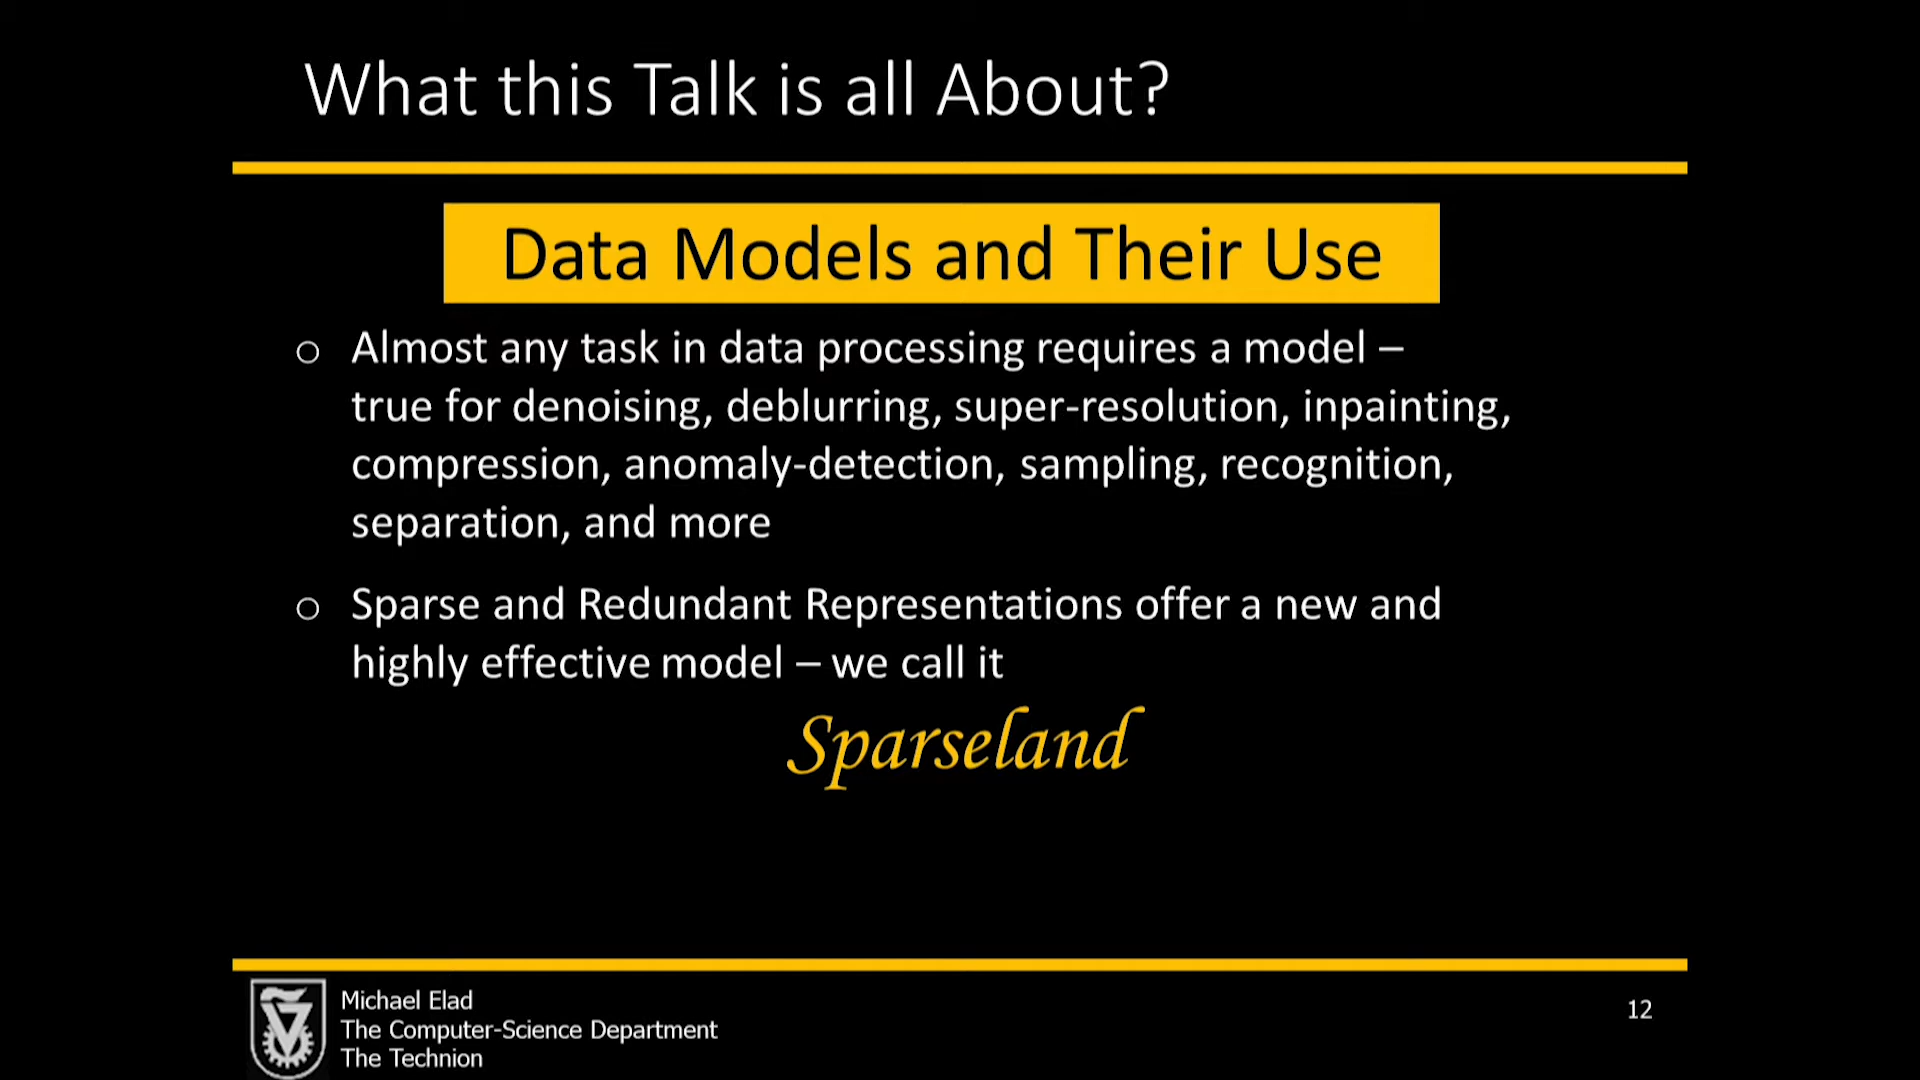 What this Talk is all About?
Data Models and Their Use
o Almost any task in data processing requires a model –
true for denoising, deblurring, super-resolution, inpainting,
compression, anomaly-detection, sampling, recognition,
separation, and more
o Sparse and Redundant Representations offer a new and
highly effective model – we call it
Sparseland
Michael Elad
The Computer-Science Department
The Technion
12